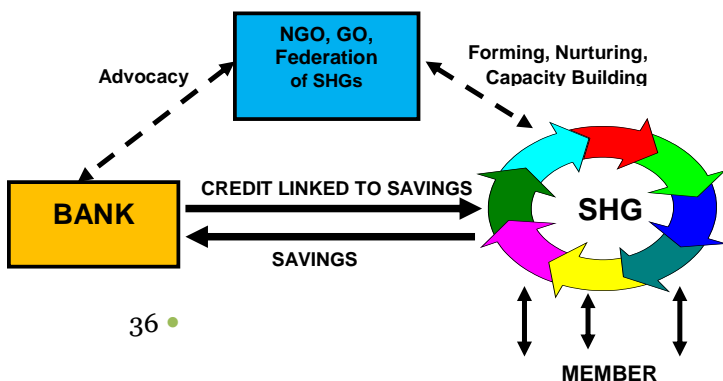 NGO, GO,
Federation
of SHGs
Advocacy
Forming, Nurturing,
Capacity Building
BANK
CREDIT LINKED TO SAVINGS
SAVINGS
SHG
36
MEMBER